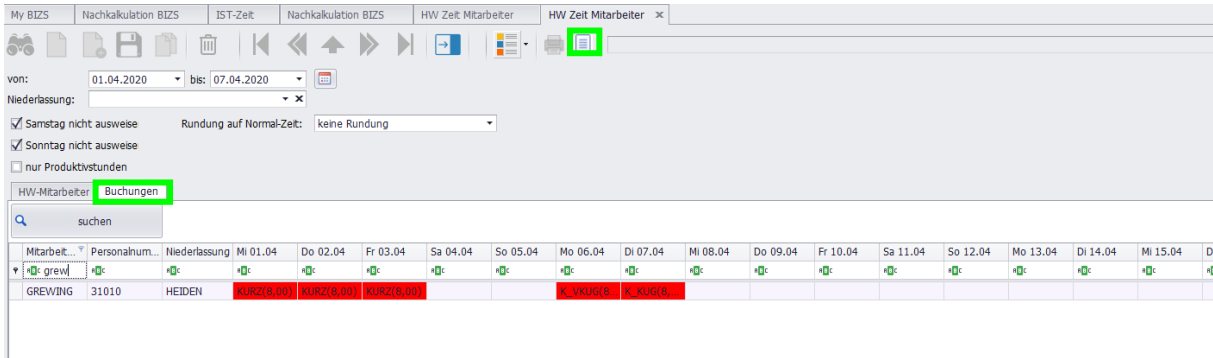 My BIZS Nachkalkulation BIZS IST-Zeit Nachkalkulation BIZS HW Zeit Mitarbeiter HW Zeit Mitarbeiter x
von: 01.04.2020 bis: 07.04.2020
Niederlassung:
Samstag nicht ausweise Rundung auf Normal-Zeit: keine Rundung
Sonntag nicht ausweise
nur Produktivstunden
HW-Mitarbeiter Buchungen
suchen
Mitarbeit... Personalnum... Niederlassung Mi 01.04 Do 02.04 Fr 03.04 Sa 04.04 So 05.04 Mo 06.04 Di 07.04 Mi 08.04 Do 09.04 Fr 10.04 Sa 11.04 So 12.04 Mo 13.04 Di 14.04 Mi 15.04 D
grew
GREWING 31010 HEIDEN KURZ(8,00) KURZ(8,00) KURZ(8,00) K_VKUG(8... K_KUG(8,...